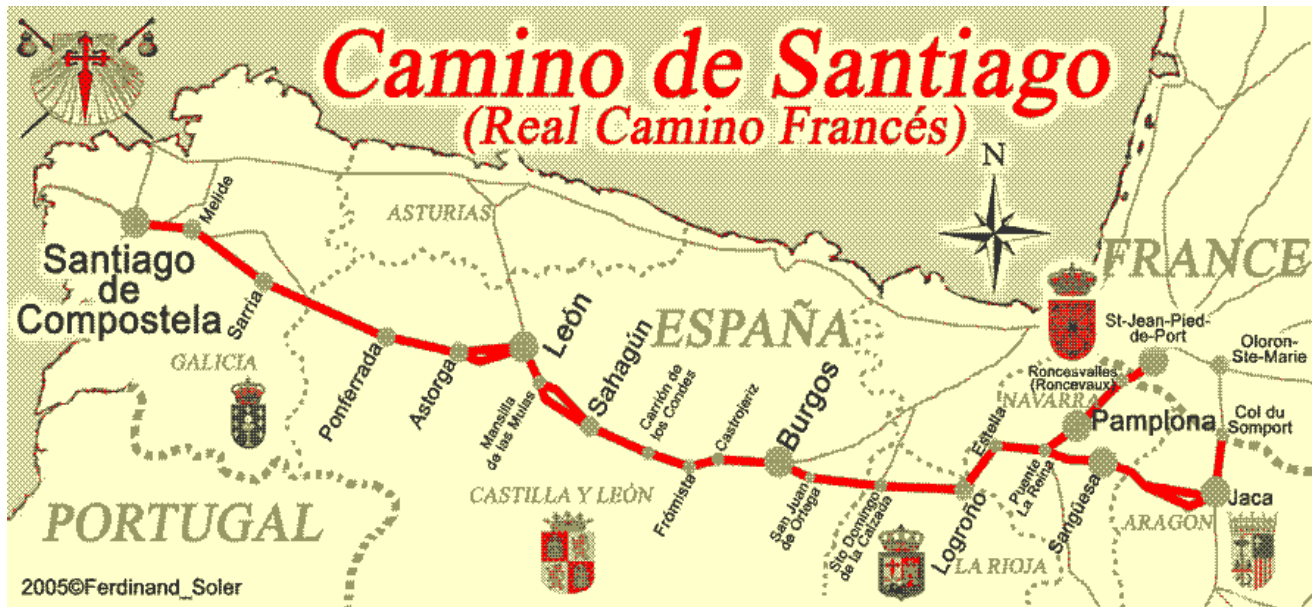 Camino de Santiago
(Real Camino Francés)
N
FRANCE
ASTURIAS
Melide
Santiago
de
Compostela
Sarria
GALICIA
Ponferrada
Astorga
León
Mansilla
de las Mulas
Sahagún
ESPAÑA
Carrión de
los Condes
Castrojeriz
Frómista
Burgos
San Juan
de Ortega
Sto Domingo
de la Calzada
Logroño
Estella
Puente
La Reina
St-Jean-Pied-
de-Port
Roncesvalles
(Roncevaux)
NAVARRA
Pamplona
Oloron-
Ste-Marie
Col du
Somport
Sangüesa
Jaca
ARAGON
LA RIOJA
CASTILLA Y LEÓN
PORTUGAL
2005©Ferdinand_Soler